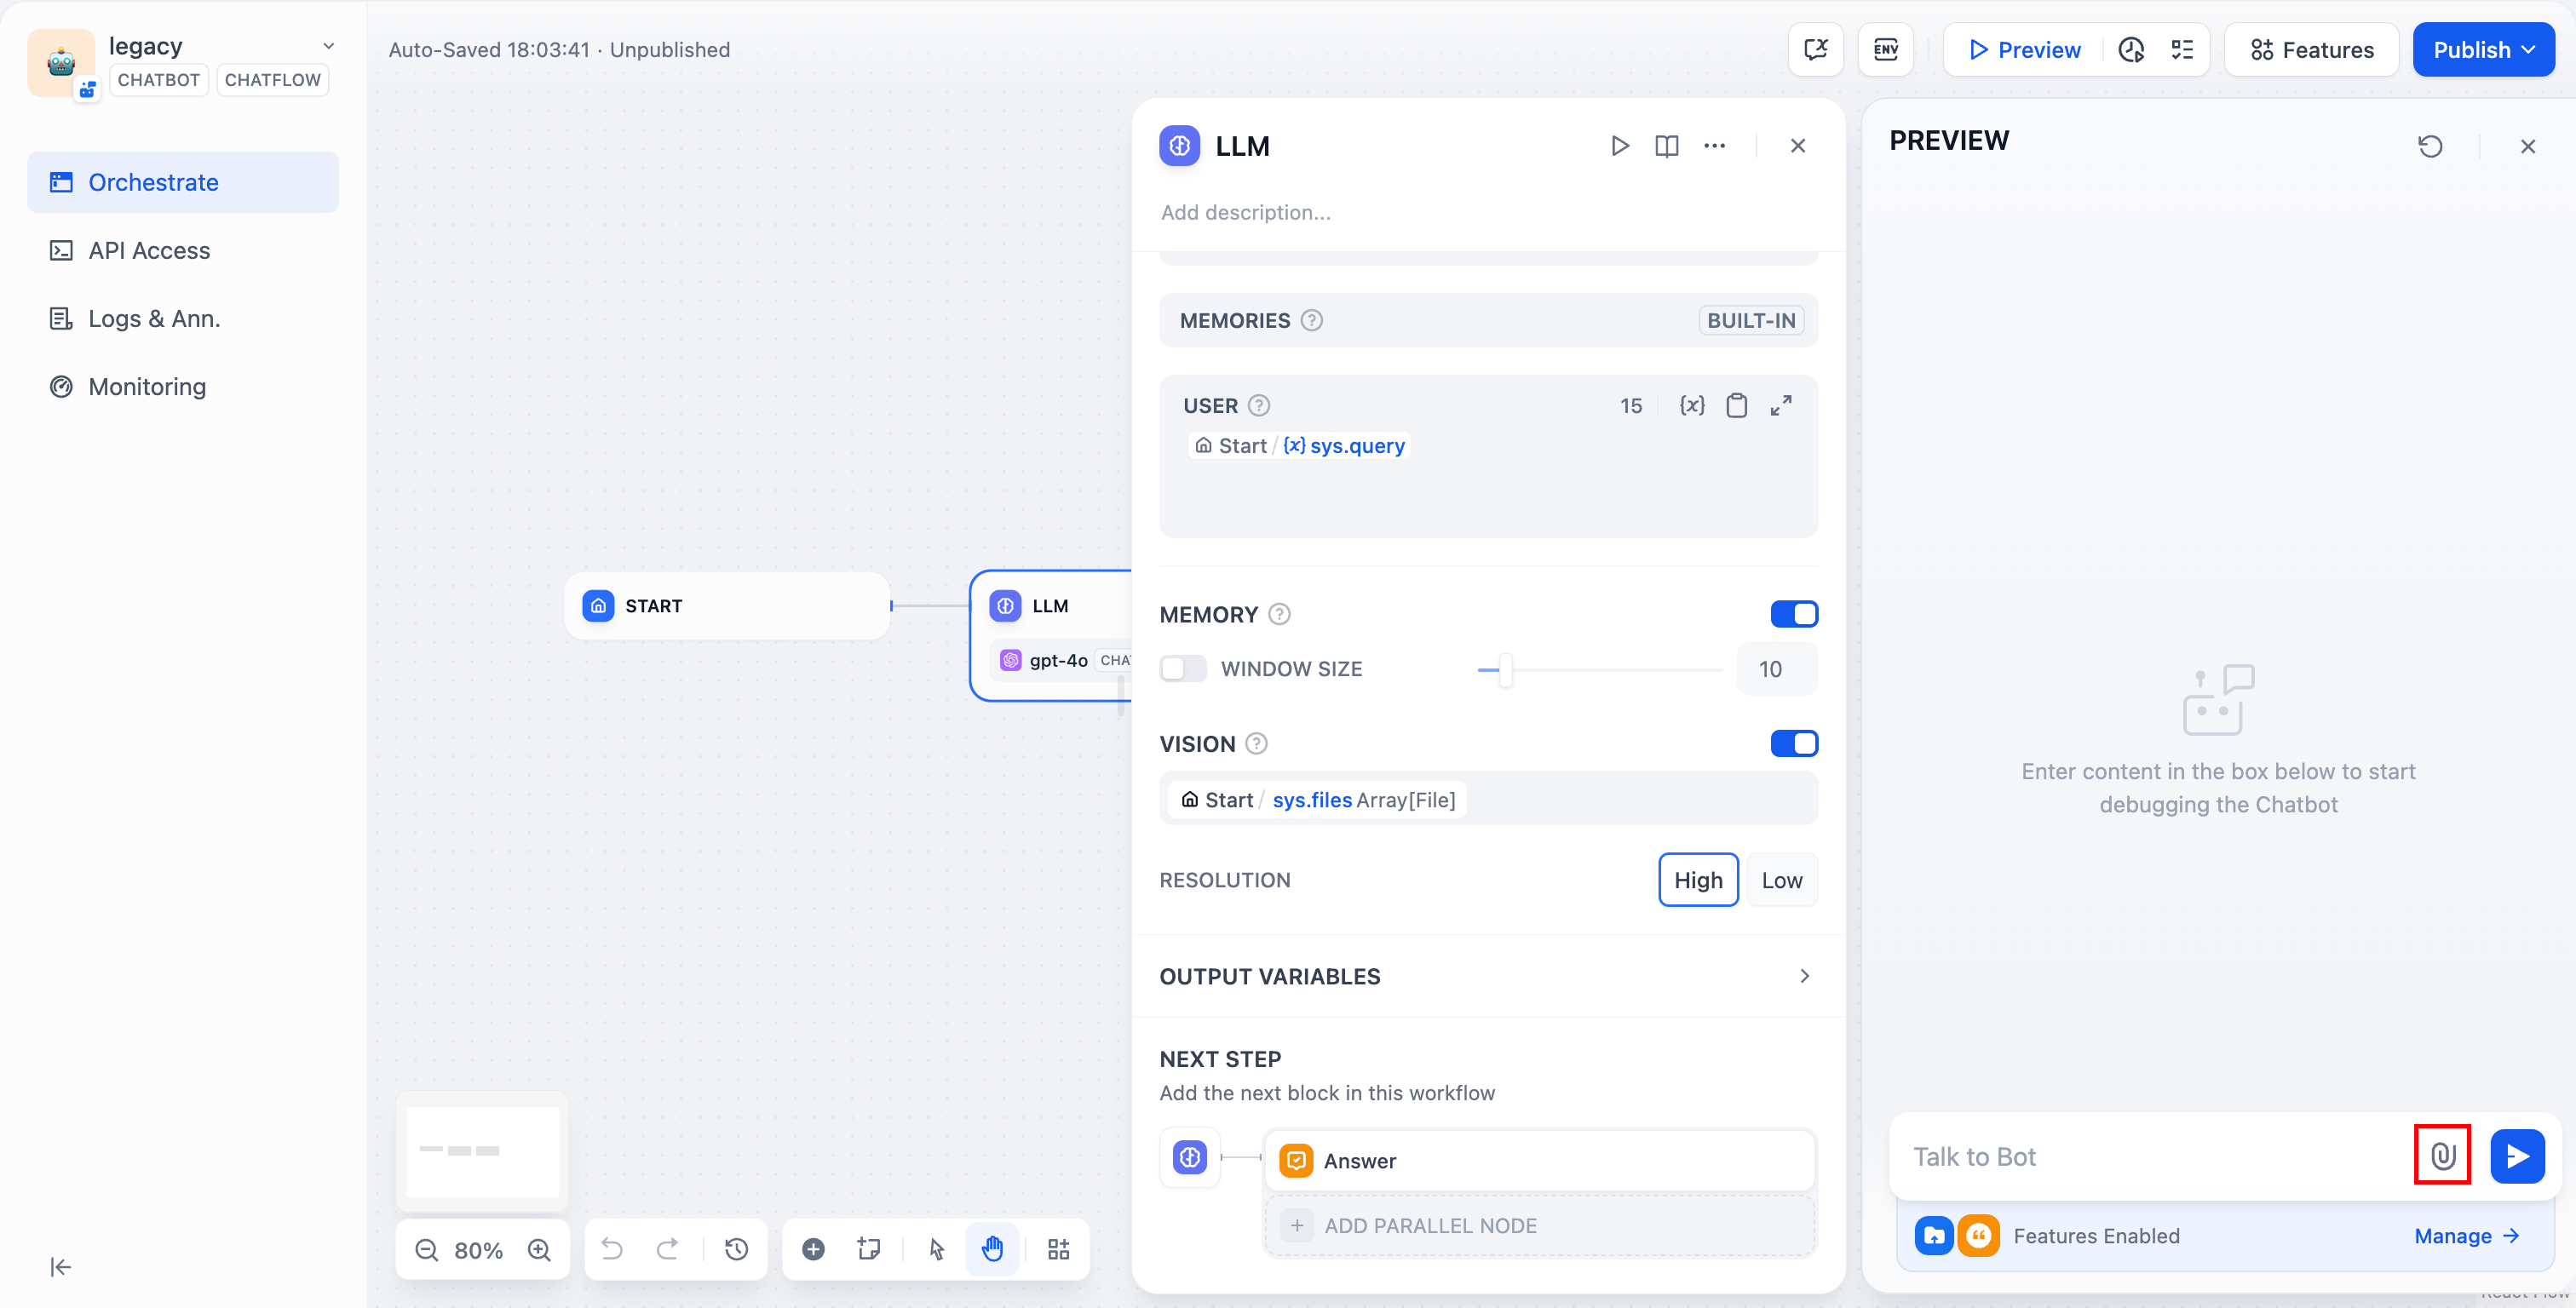 legacy
CHATBOT CHATFLOW
Orchestrate
API Access
Logs & Ann.
Monitoring
Auto-Saved 18:03:41 · Unpublished
ENV
Preview
Features
Publish
START
LLM
gpt-4o
80%
LLM
Add description...
MEMORIES
BUILT-IN
USER
15
{x}
Start / {x} sys.query
MEMORY
WINDOW SIZE
10
VISION
Start / sys.files Array[File]
RESOLUTION
High
Low
OUTPUT VARIABLES
NEXT STEP
Add the next block in this workflow
Answer
+ ADD PARALLEL NODE
PREVIEW
Enter content in the box below to start
debugging the Chatbot
Talk to Bot
Features Enabled
Manage →